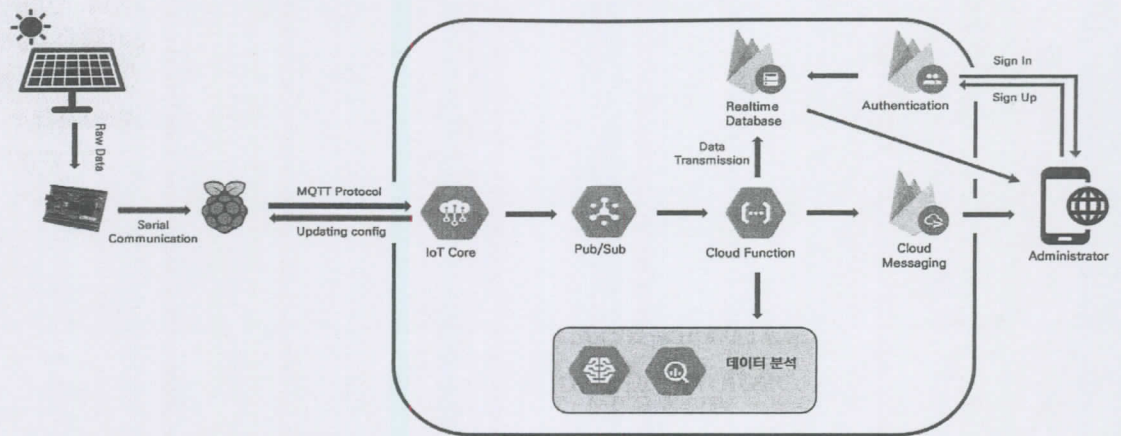 Raw Data
Serial
Communication
MQTT Protocol
Updating config
IoT Core
Pub/Sub
Cloud Function
Data
Transmission
Realtime
Database
Authentication
Sign In
Sign Up
Cloud
Messaging
Administrator
데이터 분석